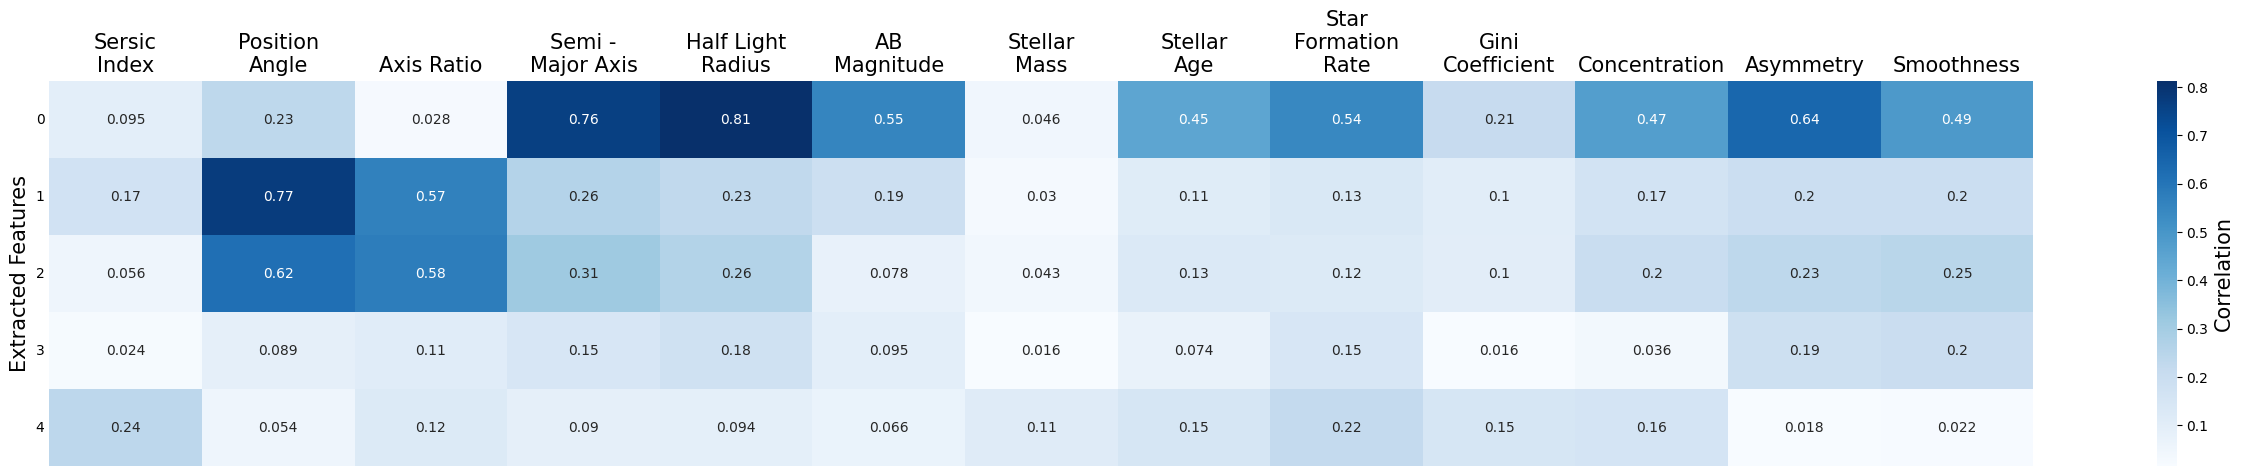 Star
Sersic Position Semi - Half Light AB Stellar Stellar Formation Gini
Index Angle Axis Ratio Major Axis Radius Magnitude Mass Age Rate Coefficient Concentration Asymmetry Smoothness
0 0.095 0.23 0.028 0.76 0.81 0.55 0.046 0.45 0.54 0.21 0.47 0.64 0.49
1 0.17 0.77 0.57 0.26 0.23 0.19 0.03 0.11 0.13 0.1 0.17 0.2 0.2
2 0.056 0.62 0.58 0.31 0.26 0.078 0.043 0.13 0.12 0.1 0.2 0.23 0.25
3 0.024 0.089 0.11 0.15 0.18 0.095 0.016 0.074 0.15 0.016 0.036 0.19 0.2
4 0.24 0.054 0.12 0.09 0.094 0.066 0.11 0.15 0.22 0.15 0.16 0.018 0.022
Extracted Features
0.8
0.7
0.6
0.5
0.4
0.3
0.2
0.1
Correlation